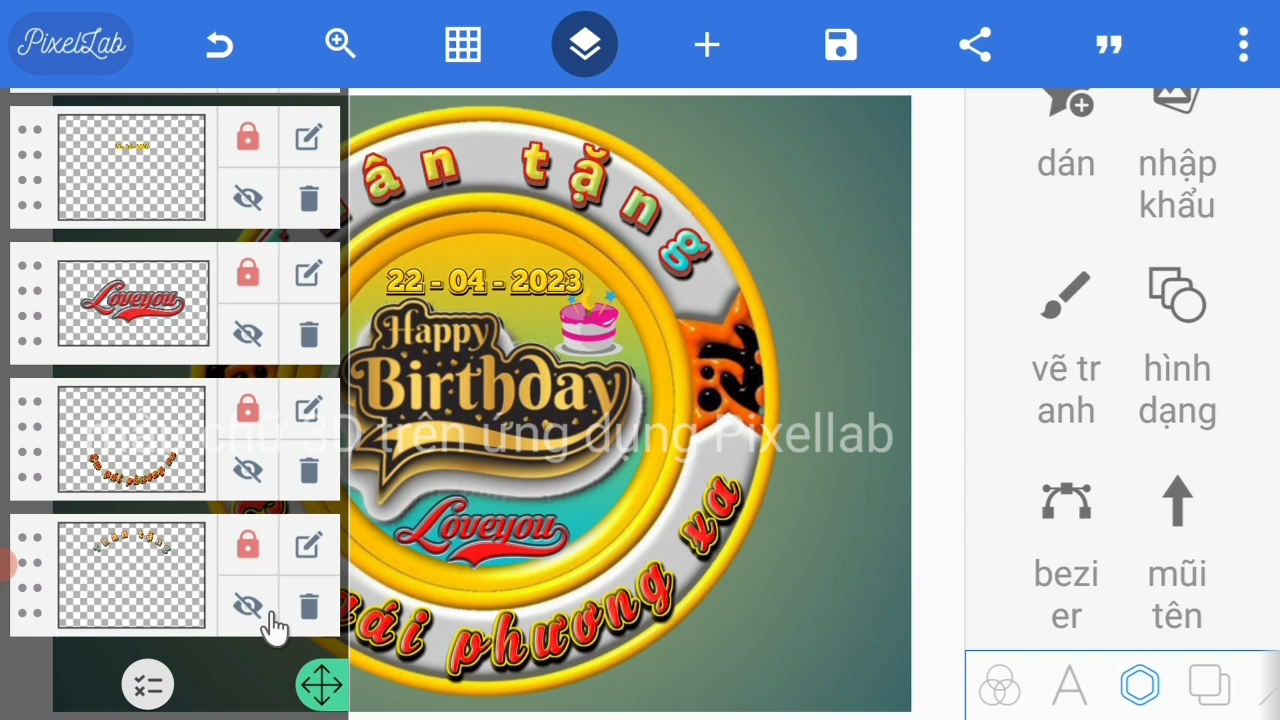 PixelLab
ân tặng
22 - 04 - 2023
Happy
Birthday
Loveyou
gái phương xa
chữ 3D trên ứng dụng Pixellab
Loveyou
dán
nhập
khẩu
vẽ tr
anh
hình
dạng
bezi
er
mũi
tên